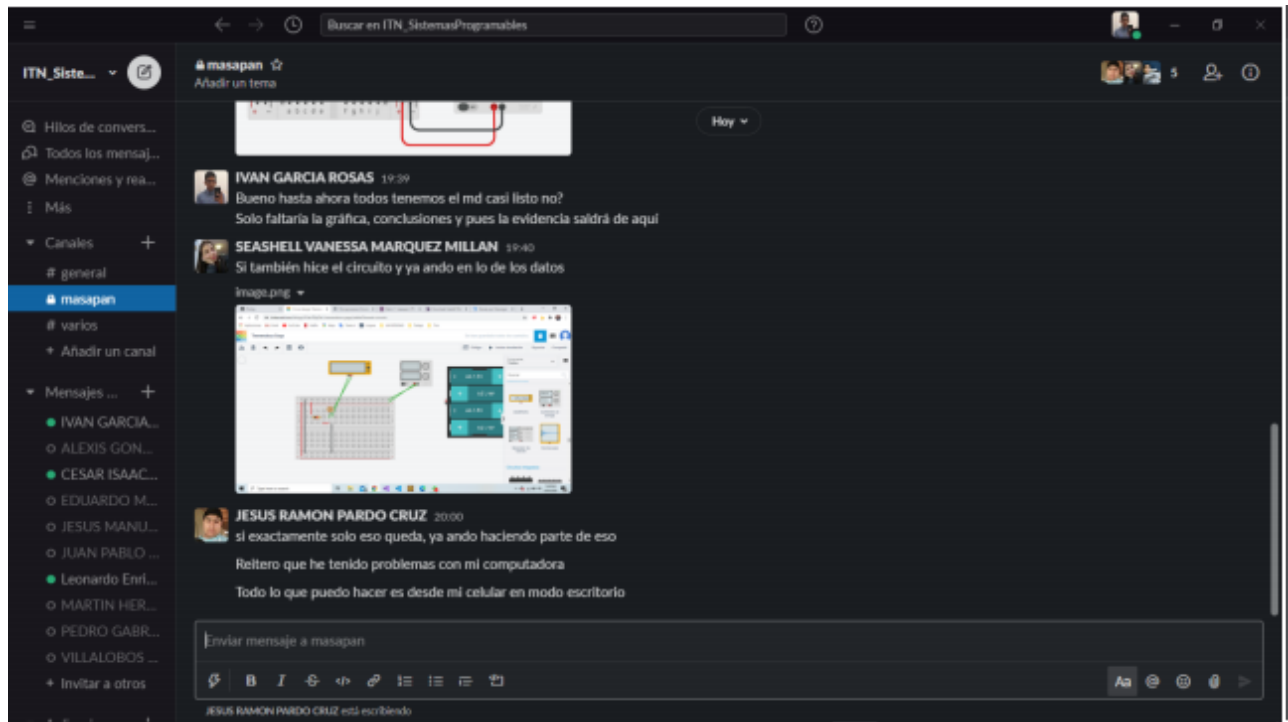 Buscar en ITN_SistemasProgramables
ITN_Siste...
Hilos de convers...
Todos los mensaj...
Menciones y rea...
Más
Canales
# general
masapan
# varios
+ Añadir un canal
Mensajes ...
IVAN GARCIA...
ALEXIS GON...
CESAR ISAAC...
EDUARDO M...
JESUS MANU...
JUAN PABLO ...
Leonardo Enri...
MARTIN HER...
PEDRO GABR...
VILLALOBOS ...
+ Invitar a otros
masapan
Añadir un tema
5
Hoy
IVAN GARCIA ROSAS 19:39
Bueno hasta ahora todos tenemos el md casi listo no?
Solo faltaría la gráfica, conclusiones y pues la evidencia saldrá de aquí
SEASHELL VANESSA MARQUEZ MILLAN 19:40
Si también hice el circuito y ya ando en lo de los datos
image.png
JESUS RAMON PARDO CRUZ 20:00
si exactamente solo eso queda, ya ando haciendo parte de eso
Reitero que he tenido problemas con mi computadora
Todo lo que puedo hacer es desde mi celular en modo escritorio
Enviar mensaje a masapan
B I S
Aa
JESUS RAMON PARDO CRUZ está escribiendo